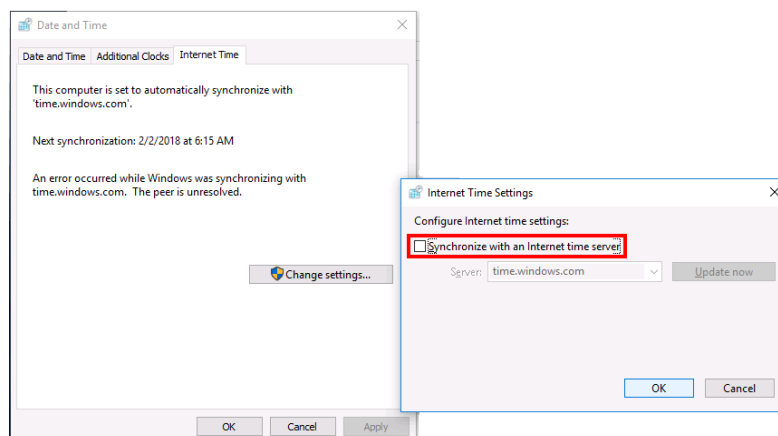 Date and Time
Date and Time Additional Clocks Internet Time
This computer is set to automatically synchronize with
'time.windows.com'.
Next synchronization: 2/2/2018 at 6:15 AM
An error occurred while Windows was synchronizing with
time.windows.com. The peer is unresolved.
Change settings...
OK Cancel Apply
Internet Time Settings
Configure Internet time settings:
Synchronize with an Internet time server
Server: time.windows.com Update now
OK Cancel